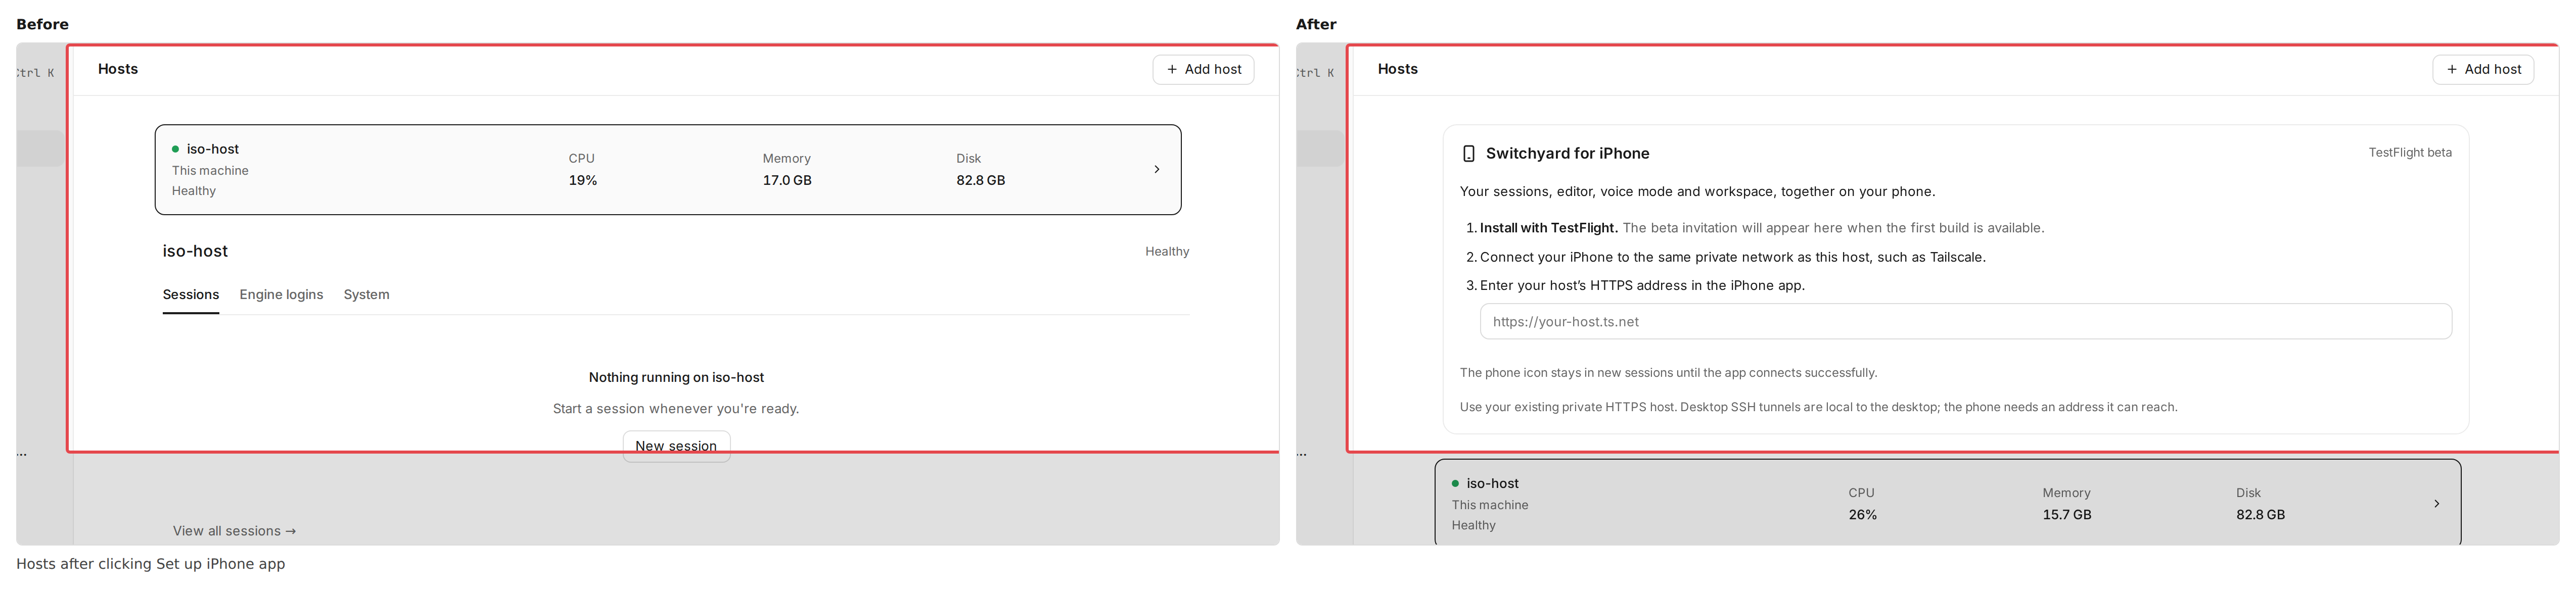 Before
Ctrl K
Hosts
+ Add host
iso-host
This machine
Healthy
CPU
19%
Memory
17.0 GB
Disk
82.8 GB
iso-host
Healthy
Sessions
Engine logins
System
Nothing running on iso-host
Start a session whenever you're ready.
New session
...
View all sessions →
Hosts after clicking Set up iPhone app
After
Ctrl K
Hosts
+ Add host
Switchyard for iPhone
TestFlight beta
Your sessions, editor, voice mode and workspace, together on your phone.
1. Install with TestFlight. The beta invitation will appear here when the first build is available.
2. Connect your iPhone to the same private network as this host, such as Tailscale.
3. Enter your host’s HTTPS address in the iPhone app.
https://your-host.ts.net
The phone icon stays in new sessions until the app connects successfully.
Use your existing private HTTPS host. Desktop SSH tunnels are local to the desktop; the phone needs an address it can reach.
...
iso-host
This machine
Healthy
CPU
26%
Memory
15.7 GB
Disk
82.8 GB